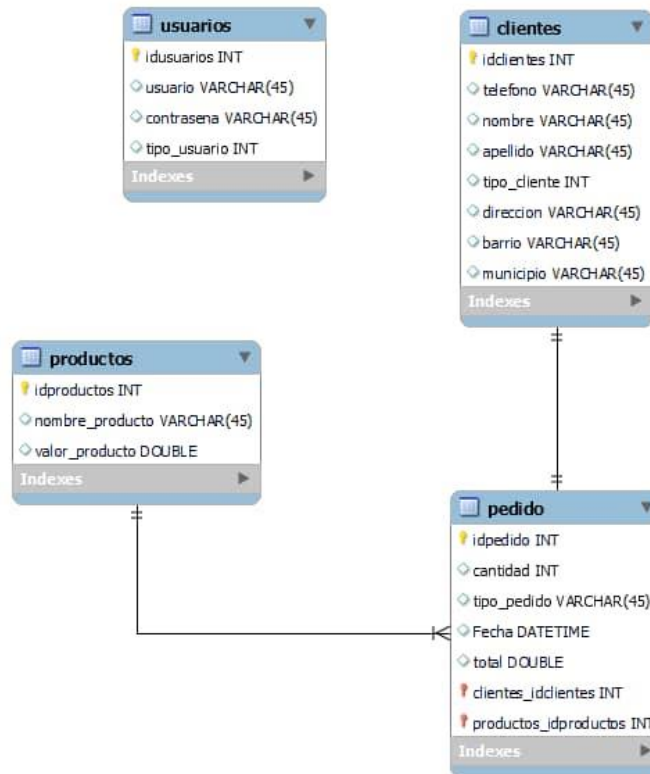 usuarios
idusuarios INT
usuario VARCHAR(45)
contrasena VARCHAR(45)
tipo_usuario INT
Indexes
clientes
idclientes INT
telefono VARCHAR(45)
nombre VARCHAR(45)
apellido VARCHAR(45)
tipo_cliente INT
direccion VARCHAR(45)
barrio VARCHAR(45)
municipio VARCHAR(45)
Indexes
productos
idproductos INT
nombre_producto VARCHAR(45)
valor_producto DOUBLE
Indexes
pedido
idpedido INT
cantidad INT
tipo_pedido VARCHAR(45)
Fecha DATETIME
total DOUBLE
clientes_idclientes INT
productos_idproductos INT
Indexes